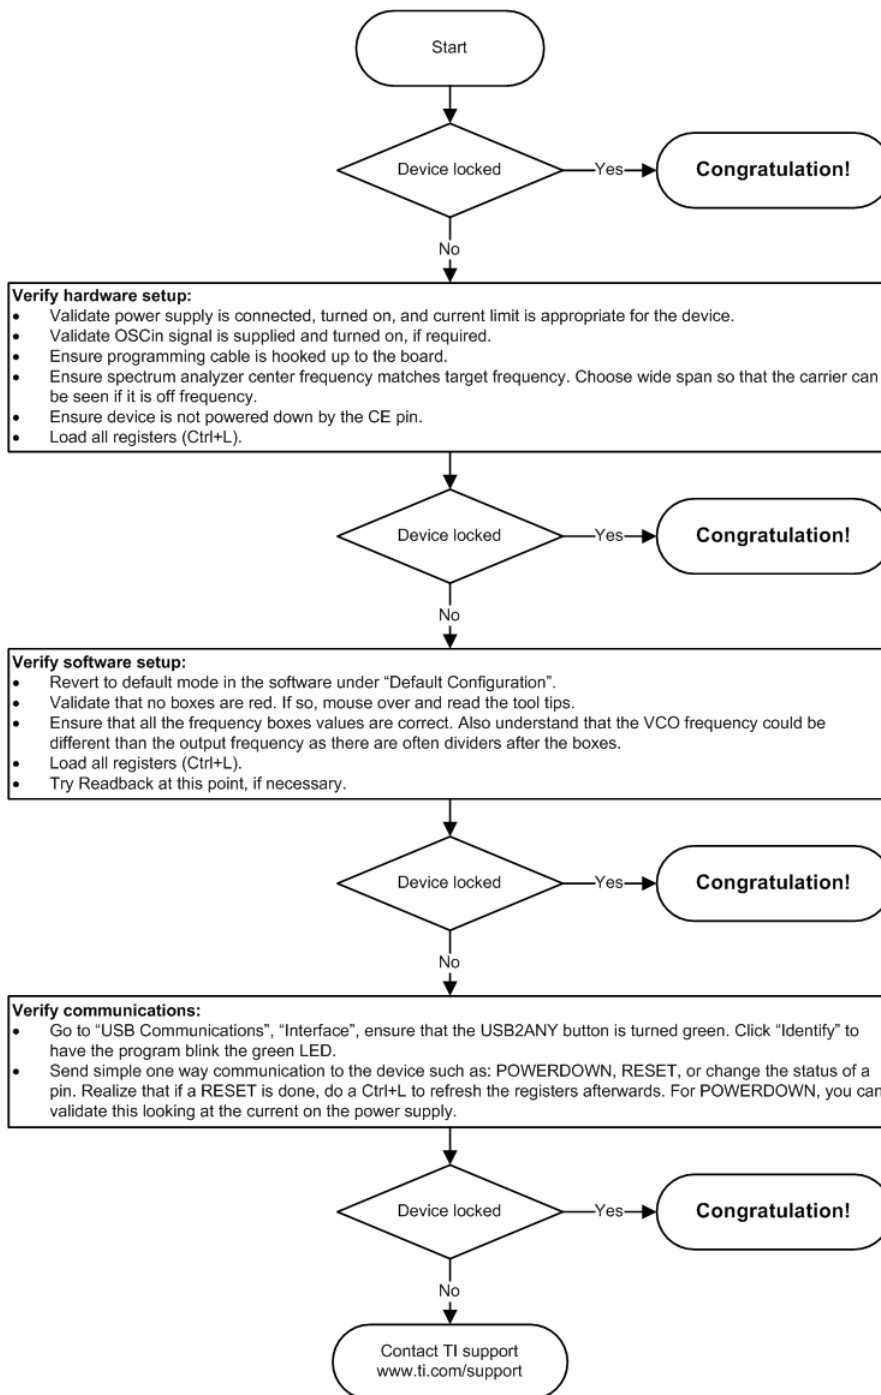 Start
Device locked
Yes
Congratulation!
No
Verify hardware setup:
• Validate power supply is connected, turned on, and current limit is appropriate for the device.
• Validate OSCin signal is supplied and turned on, if required.
• Ensure programming cable is hooked up to the board.
• Ensure spectrum analyzer center frequency matches target frequency. Choose wide span so that the carrier can
be seen if it is off frequency.
• Ensure device is not powered down by the CE pin.
• Load all registers (Ctrl+L).
Device locked
Yes
Congratulation!
No
Verify software setup:
• Revert to default mode in the software under “Default Configuration”.
• Validate that no boxes are red. If so, mouse over and read the tool tips.
• Ensure that all the frequency boxes values are correct. Also understand that the VCO frequency could be
different than the output frequency as there are often dividers after the boxes.
• Load all registers (Ctrl+L).
• Try Readback at this point, if necessary.
Device locked
Yes
Congratulation!
No
Verify communications:
• Go to “USB Communications”, “Interface”, ensure that the USB2ANY button is turned green. Click “Identify” to
have the program blink the green LED.
• Send simple one way communication to the device such as: POWERDOWN, RESET, or change the status of a
pin. Realize that if a RESET is done, do a Ctrl+L to refresh the registers afterwards. For POWERDOWN, you can
validate this looking at the current on the power supply.
Device locked
Yes
Congratulation!
No
Contact TI support
www.ti.com/support